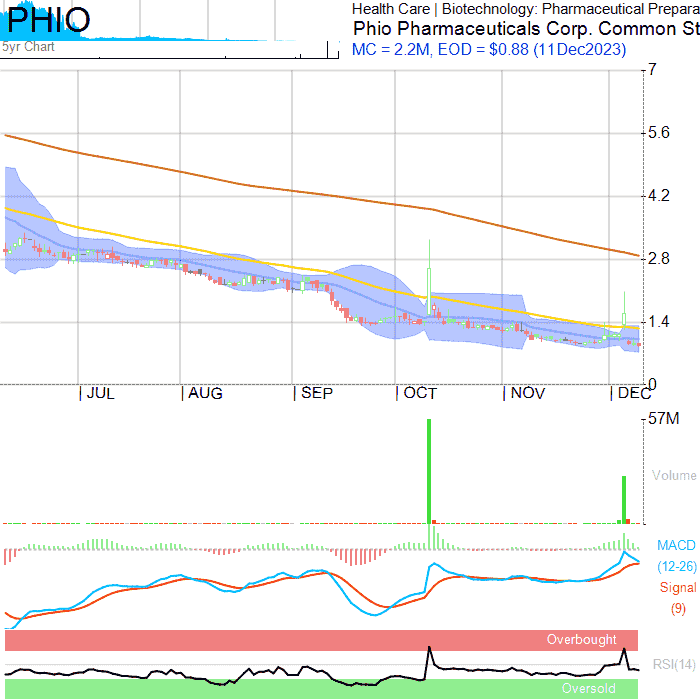 PHIO
5yr Chart
Health Care | Biotechnology: Pharmaceutical Prepara
Phio Pharmaceuticals Corp. Common St
MC = 2.2M, EOD = $0.88 (11Dec2023)
7
5.6
4.2
2.8
1.4
0
| JUL | AUG | SEP | OCT | NOV | DEC
57M
Volume
MACD
(12-26)
Signal
(9)
Overbought
RSI(14)
Oversold